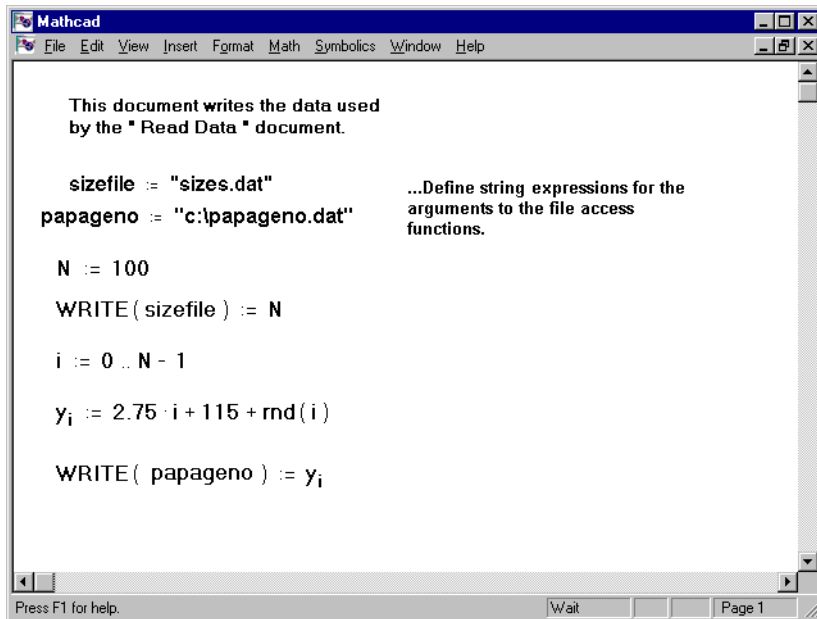 Mathcad
File Edit View Insert Format Math Symbolics Window Help
This document writes the data used
by the " Read Data " document.
sizefile := "sizes.dat"
papageno := "c:\papageno.dat"
...Define string expressions for the
arguments to the file access
functions.
N := 100
WRITE ( sizefile ) := N
i := 0 .. N - 1
y i := 2.75 · i + 115 + rnd ( i )
WRITE ( papageno ) := y i
Press F1 for help.
Wait
Page 1